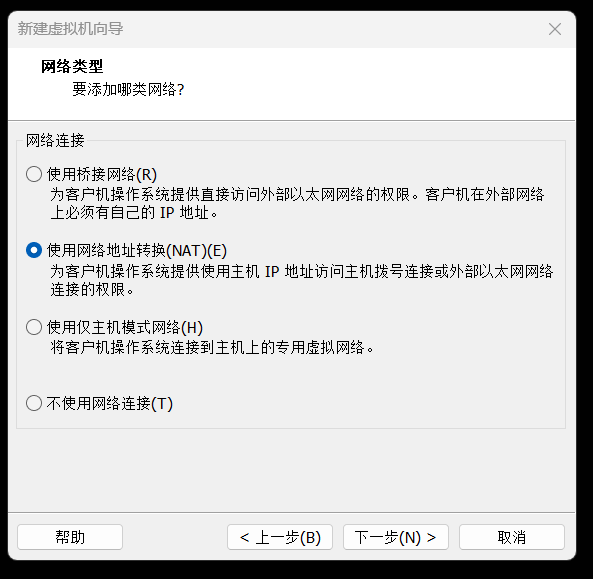 新建虚拟机向导
网络类型
要添加哪类网络?
网络连接
使用桥接网络(R)
为客户机操作系统提供直接访问外部以太网网络的权限。客户机在外部网络
上必须有自己的 IP 地址。
使用网络地址转换(NAT)(E)
为客户机操作系统提供使用主机 IP 地址访问主机拨号连接或外部以太网网络
连接的权限。
使用仅主机模式网络(H)
将客户机操作系统连接到主机上的专用虚拟网络。
不使用网络连接(T)
帮助 < 上一步(B) 下一步(N) > 取消